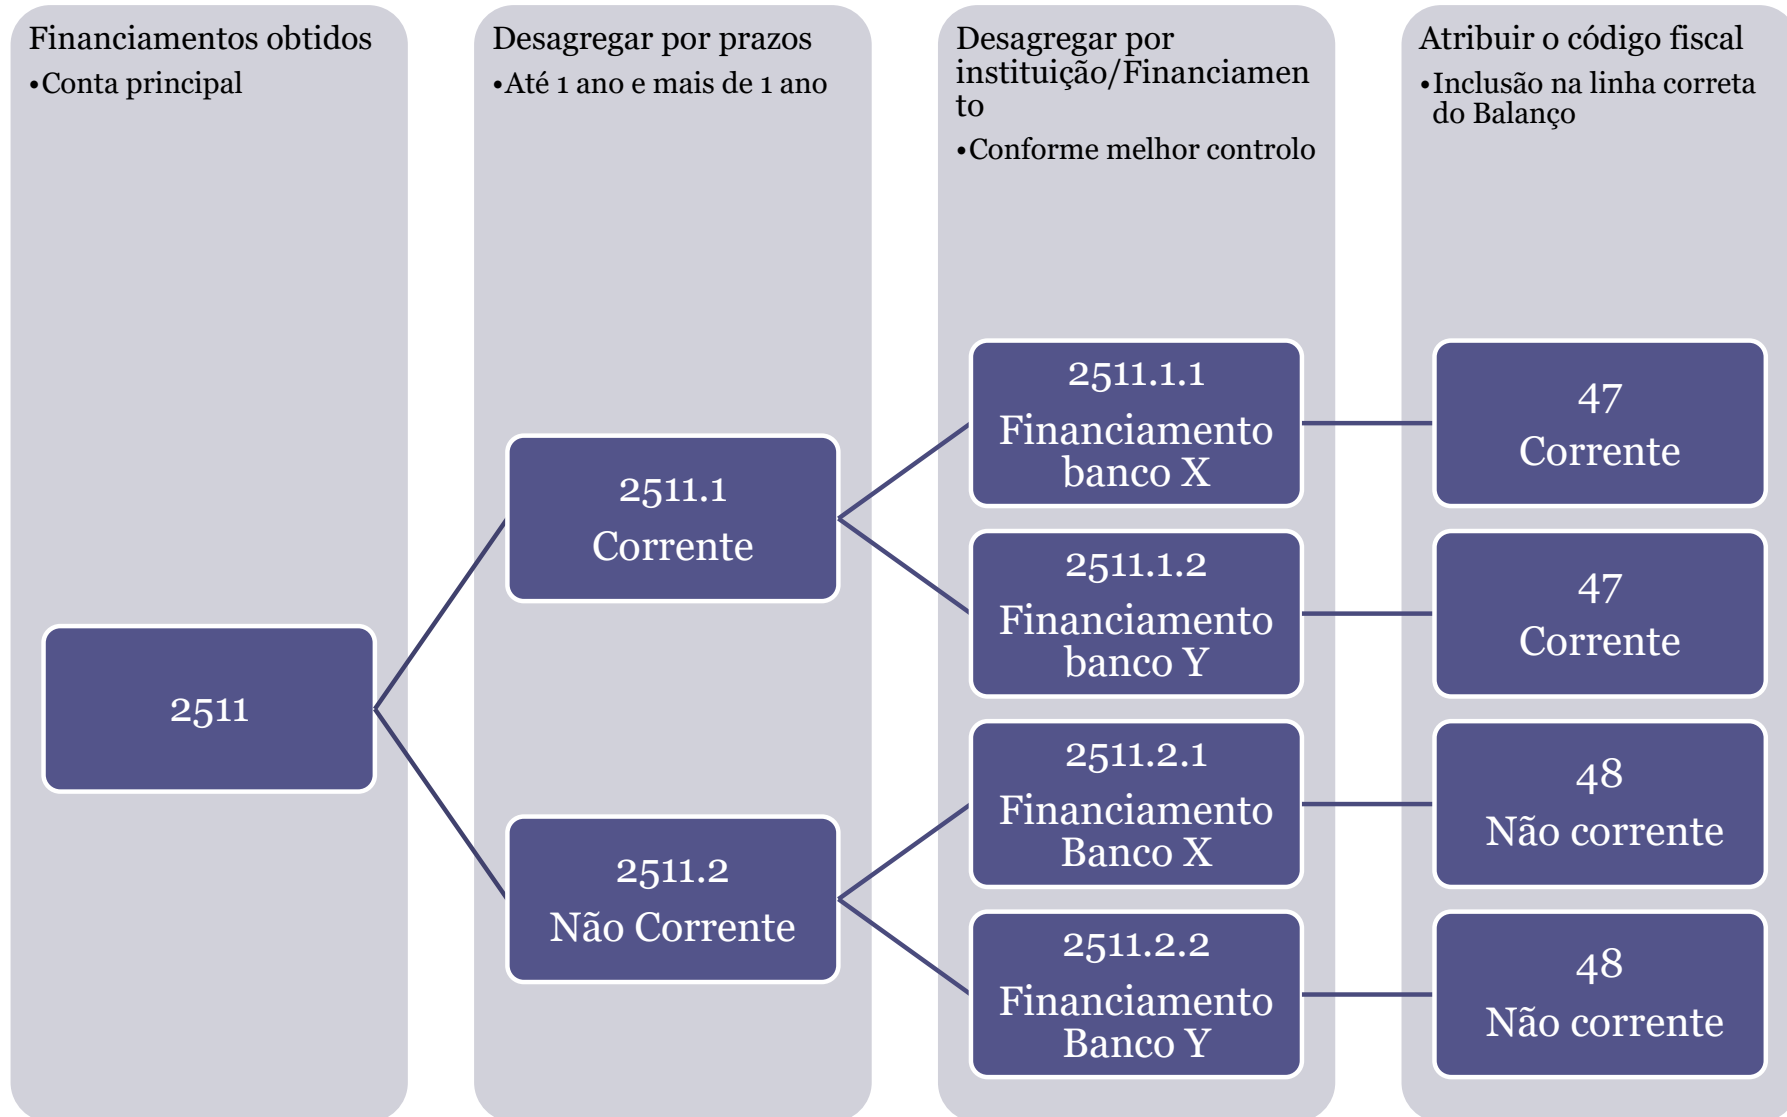 Financiamentos obtidos
•Conta principal
Desagregar por prazos
•Até 1 ano e mais de 1 ano
Desagregar por
instituição/Financiamen
to
•Conforme melhor controlo
Atribuir o código fiscal
•Inclusão na linha correta
do Balanço
2511
2511.1
Corrente
2511.2
Não Corrente
2511.1.1
Financiamento
banco X
2511.1.2
Financiamento
banco Y
2511.2.1
Financiamento
Banco X
2511.2.2
Financiamento
Banco Y
47
Corrente
47
Corrente
48
Não corrente
48
Não corrente